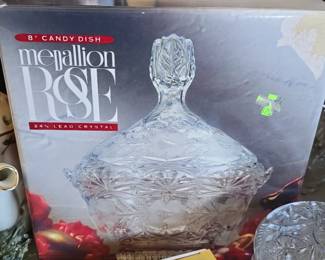 8" CANDY DISH
medallion
ROSE
24% LEAD CRYSTAL